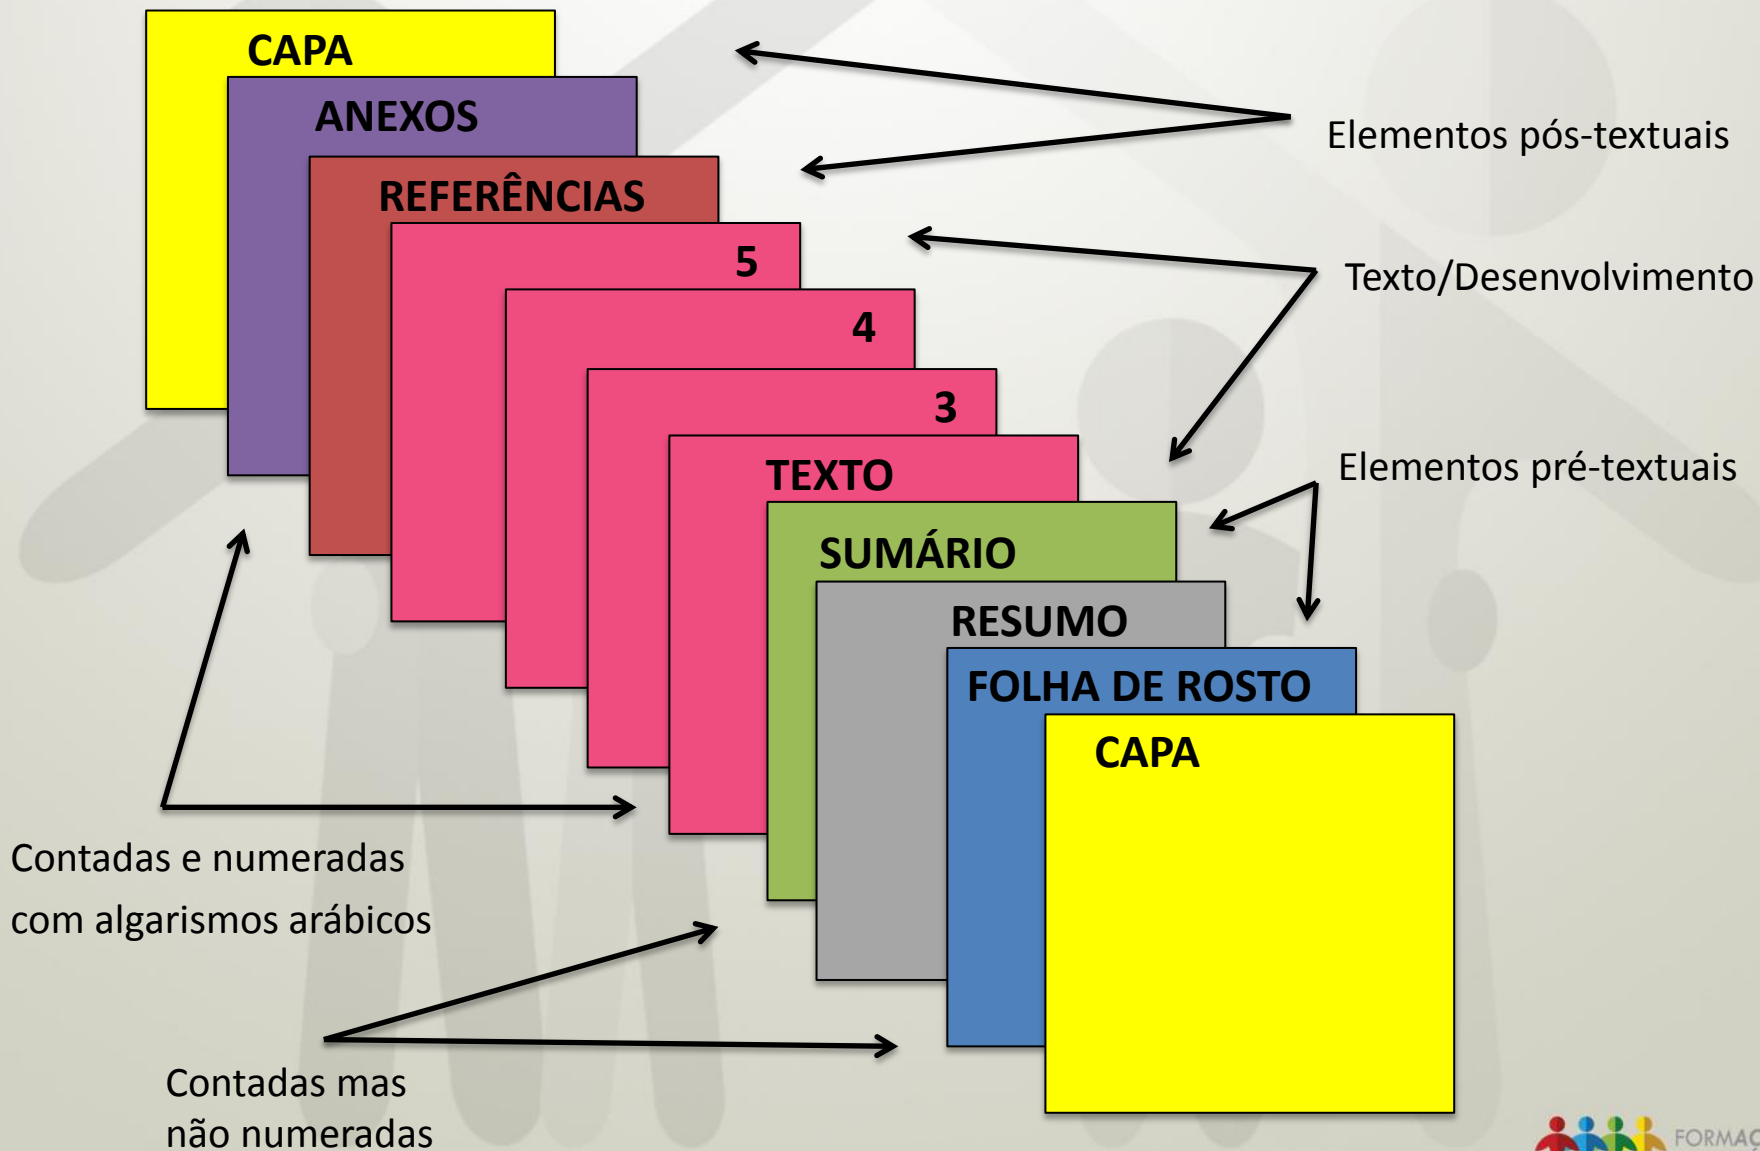 CAPA
ANEXOS
Elementos pós-textuais
REFERÊNCIAS
5
Texto/Desenvolvimento
4
3
TEXTO
Elementos pré-textuais
SUMÁRIO
RESUMO
FOLHA DE ROSTO
CAPA
Contadas e numeradas
com algarismos arábicos
Contadas mas
não numeradas